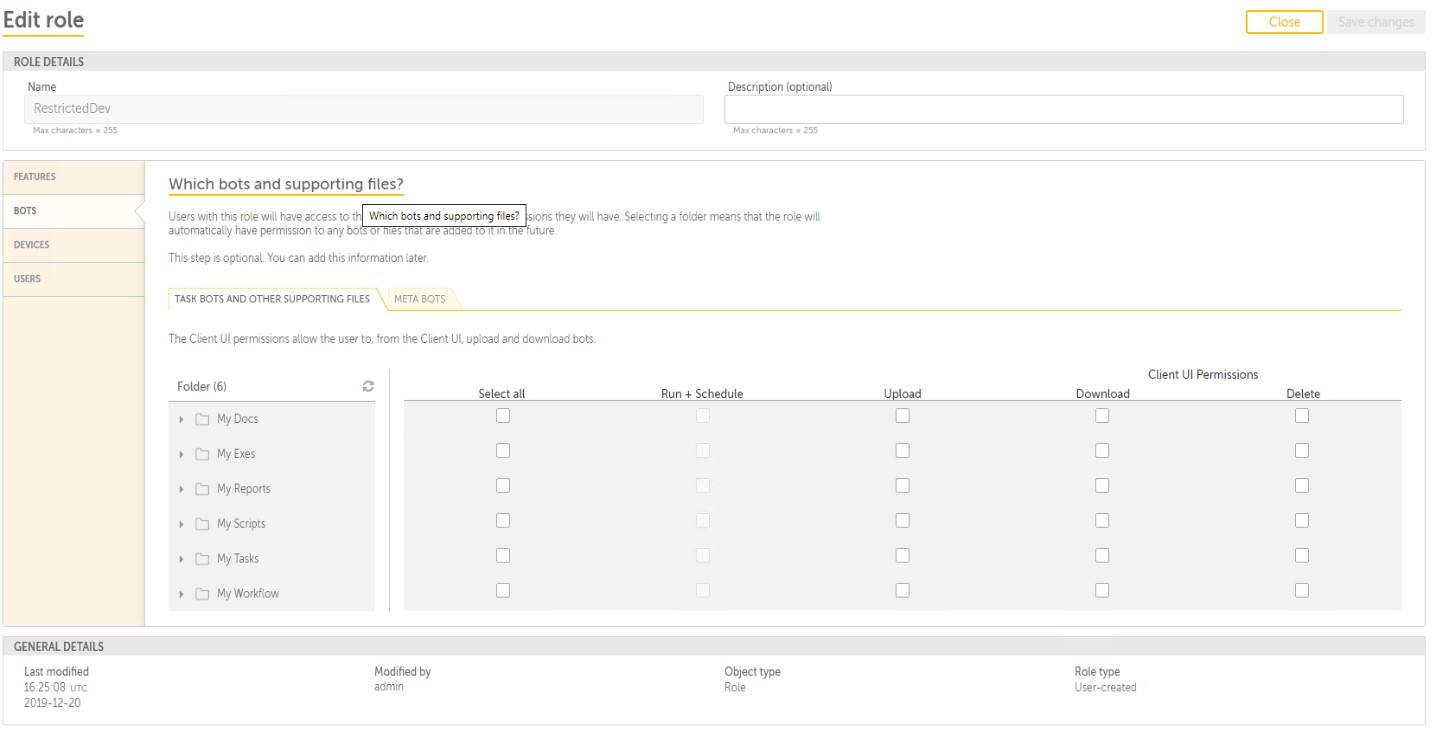 Edit role
Close
Save changes
ROLE DETAILS
Name
Description (optional)
RestrictedDev
Max characters = 255
Max characters = 255
FEATURES
BOTS
DEVICES
USERS
Which bots and supporting files?
Users with this role will have access to th
Which bots and supporting files?
sions they will have. Selecting a folder means that the role will
automatically have permission to any bots or files that are added to it in the future.
This step is optional. You can add this information later.
TASK BOTS AND OTHER SUPPORTING FILES
META BOTS
The Client UI permissions allow the user to, from the Client UI, upload and download bots.
Client UI Permissions
Folder (6)
Select all
Run + Schedule
Upload
Download
Delete
My Docs
My Exes
My Reports
My Scripts
My Tasks
My Workflow
GENERAL DETAILS
Last modified
16:25:08 UTC
2019-12-20
Modified by
admin
Object type
Role
Role type
User-created